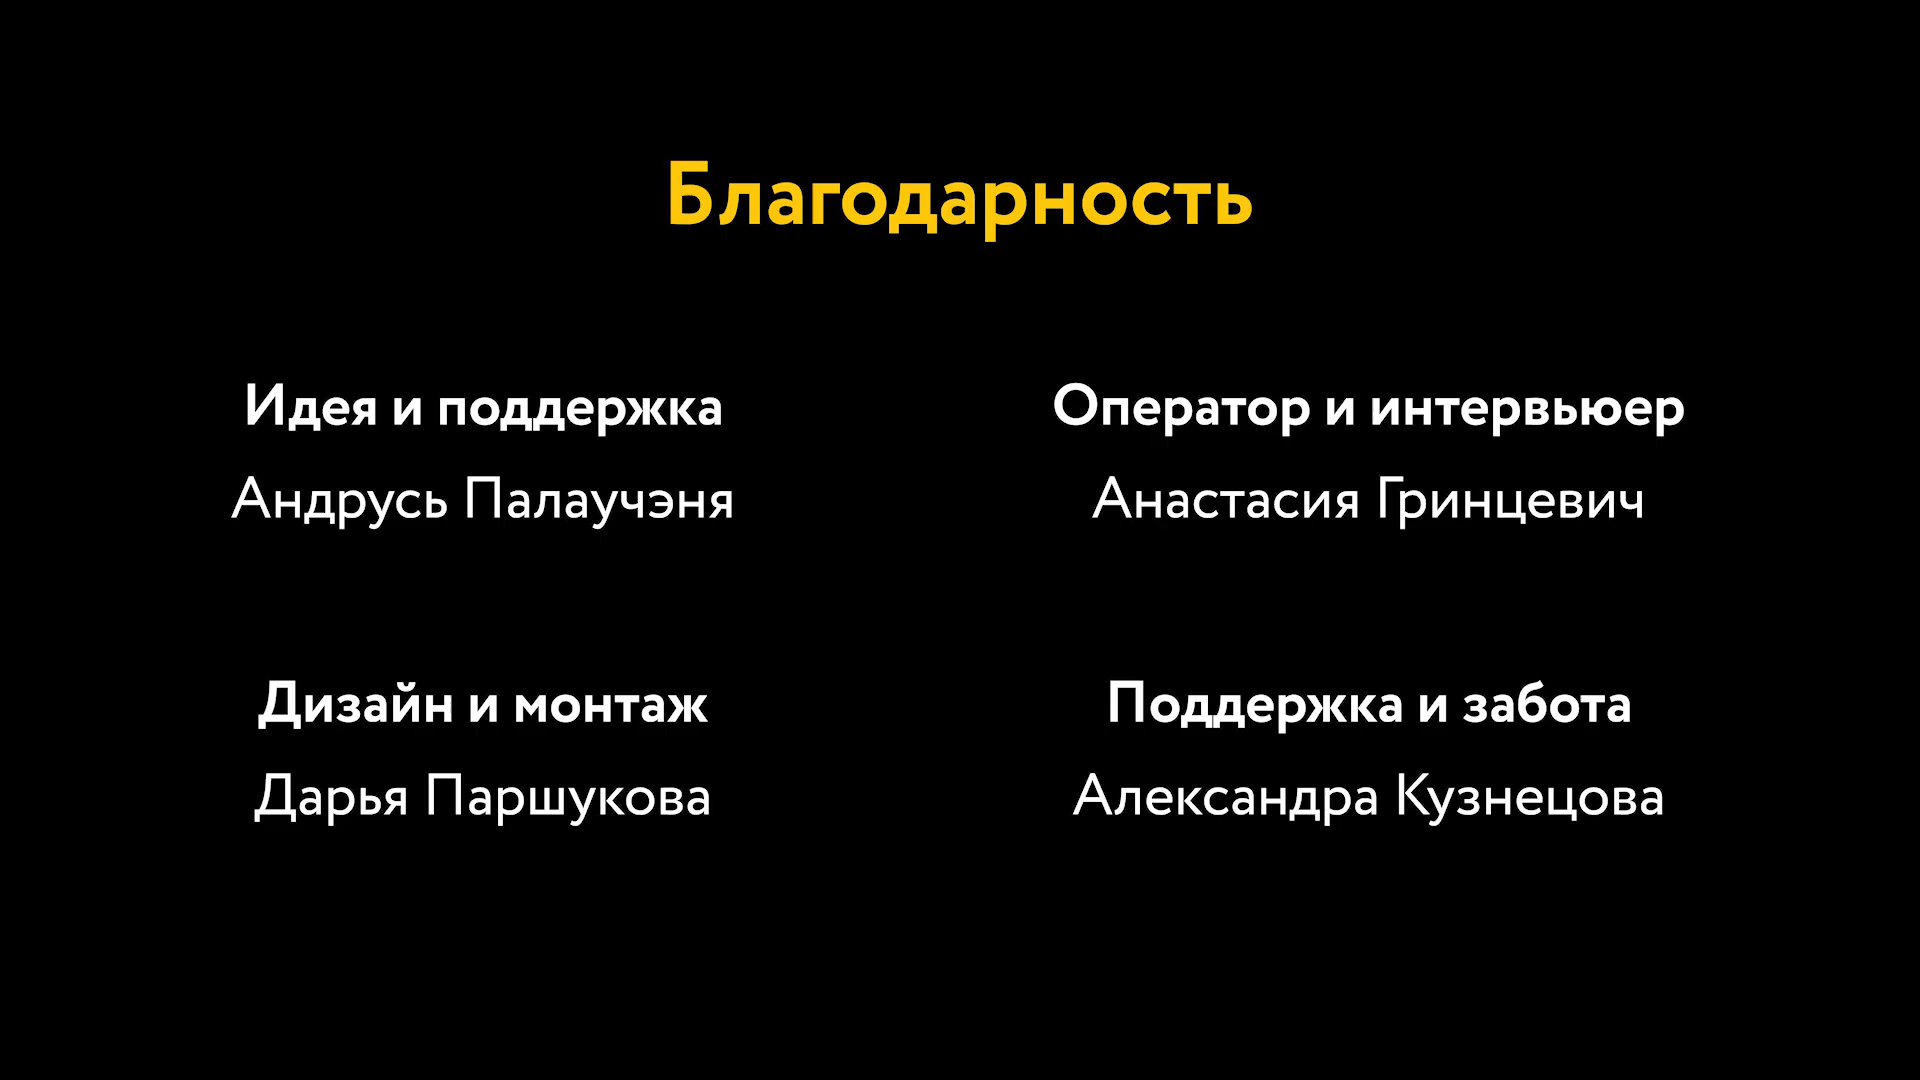 Благодарность
Идея и поддержка
Андрусь Палаучэня
Оператор и интервьюер
Анастасия Гринцевич
Дизайн и монтаж
Дарья Паршукова
Поддержка и забота
Александра Кузнецова